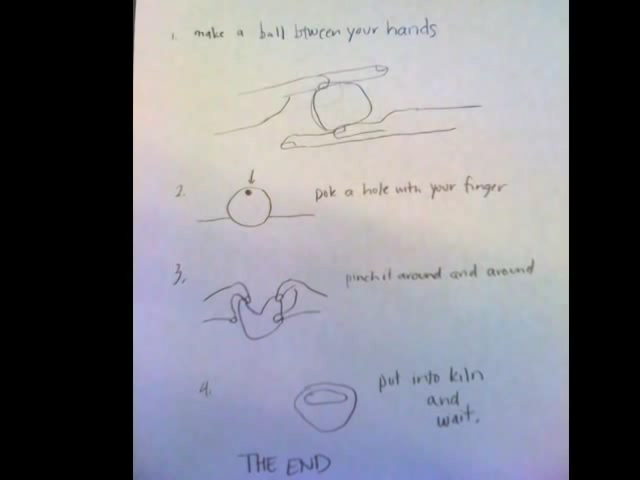 1. make a ball btween your hands
2. pok a hole with your finger
3. pinch it around and around
4. put into kiln
and
wait.
THE END